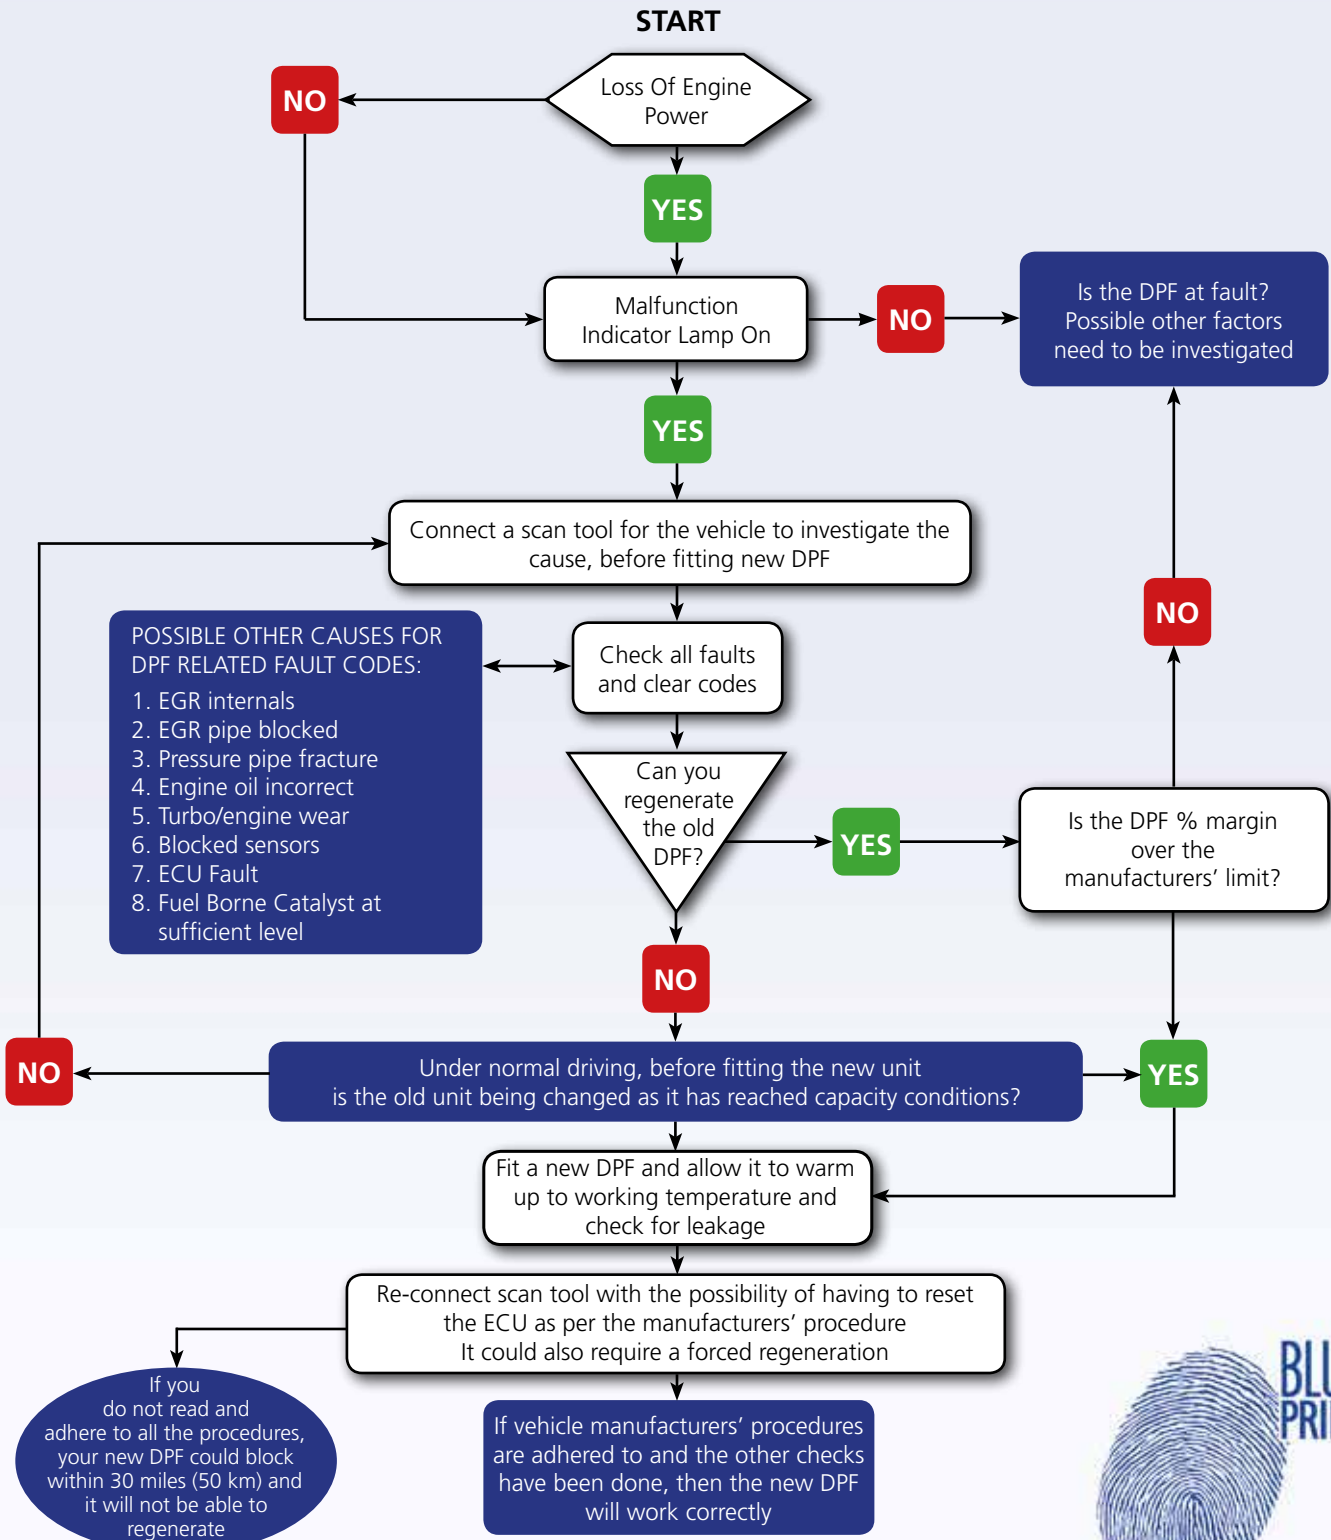 START
Loss Of Engine
Power
NO
YES
Malfunction
Indicator Lamp On
NO
Is the DPF at fault?
Possible other factors
need to be investigated
YES
Connect a scan tool for the vehicle to investigate the
cause, before fitting new DPF
NO
POSSIBLE OTHER CAUSES FOR
DPF RELATED FAULT CODES:
1. EGR internals
2. EGR pipe blocked
3. Pressure pipe fracture
4. Engine oil incorrect
5. Turbo/engine wear
6. Blocked sensors
7. ECU Fault
8. Fuel Borne Catalyst at
sufficient level
Check all faults
and clear codes
Can you
regenerate
the old
DPF?
YES
Is the DPF % margin
over the
manufacturers' limit?
NO
NO
Under normal driving, before fitting the new unit
is the old unit being changed as it has reached capacity conditions?
YES
Fit a new DPF and allow it to warm
up to working temperature and
check for leakage
Re-connect scan tool with the possibility of having to reset
the ECU as per the manufacturers' procedure
It could also require a forced regeneration
If you
do not read and
adhere to all the procedures,
your new DPF could block
within 30 miles (50 km) and
it will not be able to
regenerate
If vehicle manufacturers' procedures
are adhered to and the other checks
have been done, then the new DPF
will work correctly